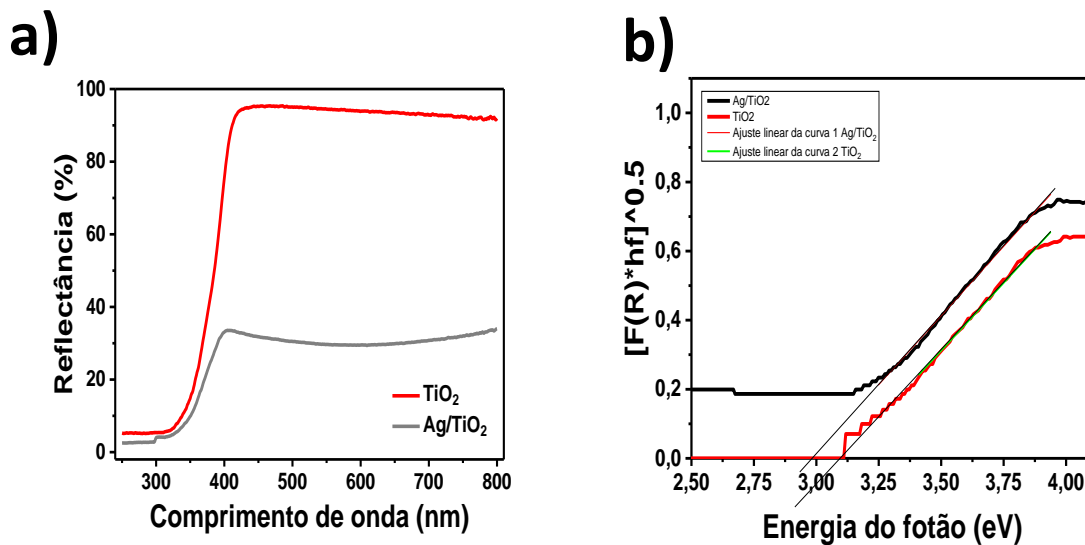 a)
Reflectância (%)
100
80
60
40
20
0
TiO₂
Ag/TiO₂
300 400 500 600 700 800
Comprimento de onda (nm)
b)
[F(R)*hf]^0.5
1,0
0,8
0,6
0,4
0,2
0,0
Ag/TiO2
TiO2
Ajuste linear da curva 1 Ag/TiO₂
Ajuste linear da curva 2 TiO₂
2,50 2,75 3,00 3,25 3,50 3,75 4,00
Energia do fotão (eV)